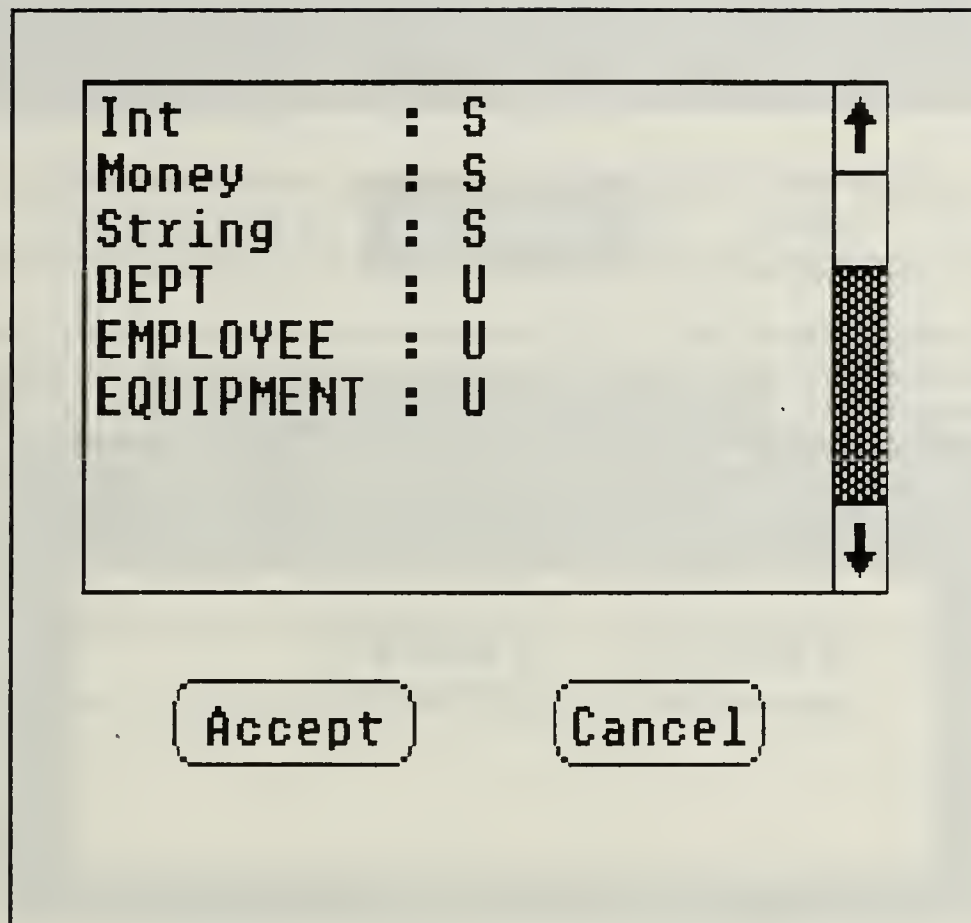 Int : S
Money : S
String : S
DEPT : U
EMPLOYEE : U
EQUIPMENT : U
Accept Cancel